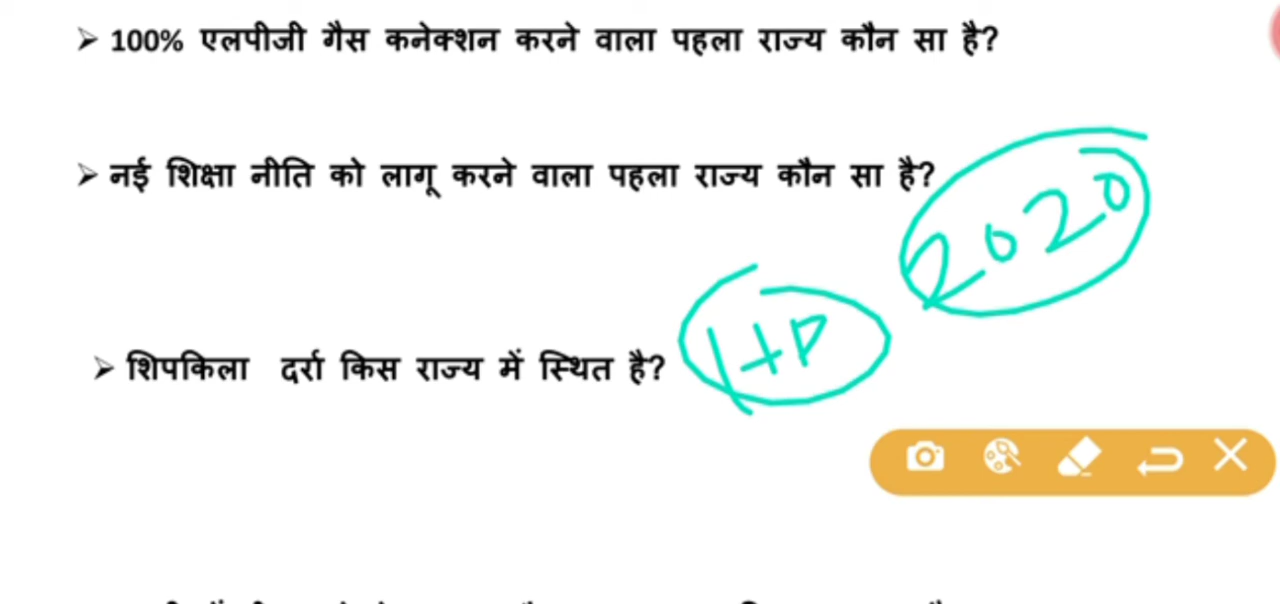 ➢ 100% एलपीजी गैस कनेक्शन करने वाला पहला राज्य कौन सा है?
➢ नई शिक्षा नीति को लागू करने वाला पहला राज्य कौन सा है?
2020
➢ शिपकिला दर्रा किस राज्य में स्थित है? HP